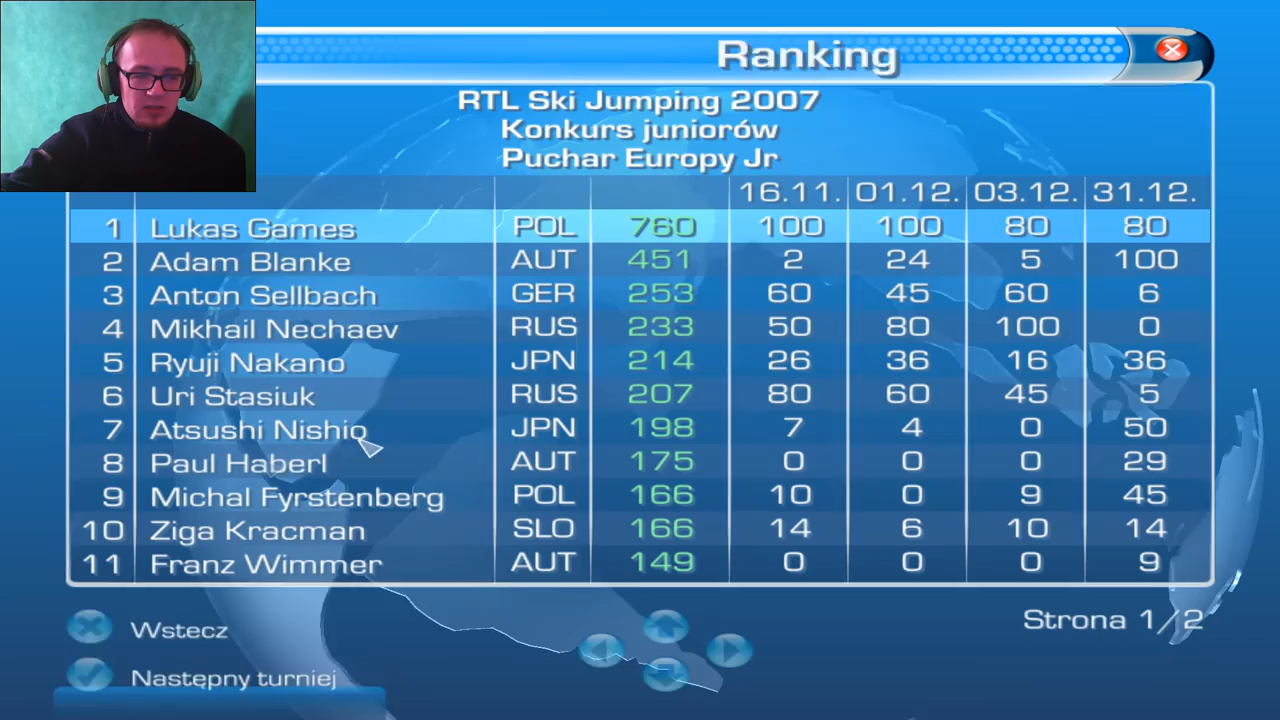 Ranking
RTL Ski Jumping 2007
Konkurs juniorów
Puchar Europy Jr
16.11. 01.12. 03.12. 31.12.
1 Lukas Games POL 760 100 100 80 80
2 Adam Blanke AUT 451 2 24 5 100
3 Anton Sellbach GER 253 60 45 60 6
4 Mikhail Nechaev RUS 233 50 80 100 0
5 Ryuji Nakano JPN 214 26 36 16 36
6 Uri Stasiuk RUS 207 80 60 45 5
7 Atsushi Nishio JPN 198 7 4 0 50
8 Paul Haberl AUT 175 0 0 0 29
9 Michal Fyrstenberg POL 166 10 0 9 45
10 Ziga Kracman SLO 166 14 6 10 14
11 Franz Wimmer AUT 149 0 0 0 9
Strona 1/2
Wstecz
Następny turniej